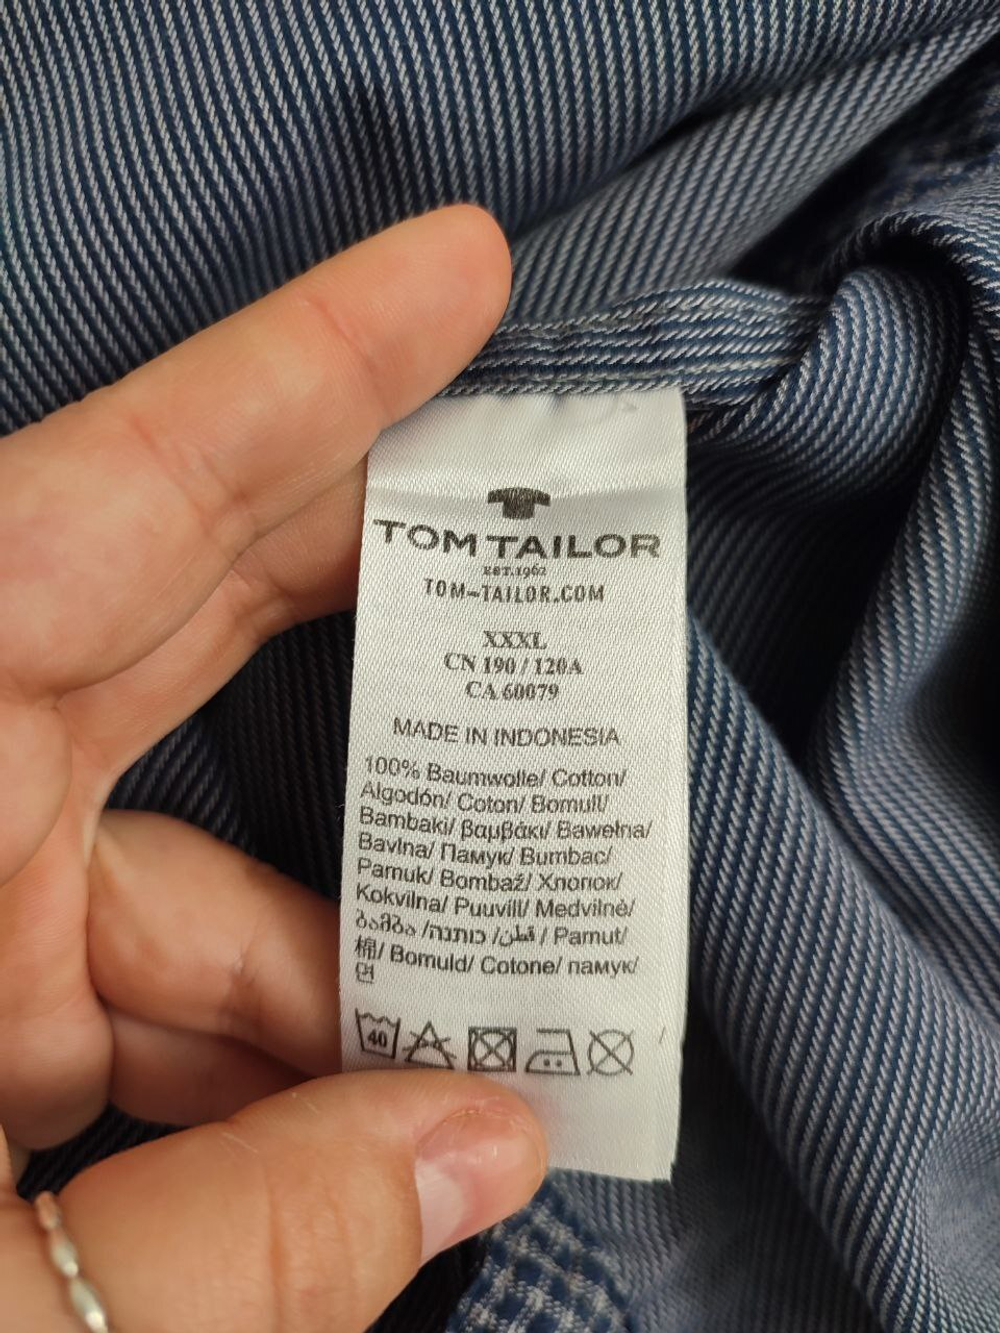 TOM TAILOR
EST.1962
TOM-TAILOR.COM
XXXL
CN 190 / 120A
CA 60079
MADE IN INDONESIA
100% Baumwolle/ Cotton/
Algodón/ Coton/ Bomull/
Bambaki/ βαμβάκι/ Bawełna/
Bavlna/ Памук/ Bumbac/
Pamuk/ Bombaž/ Хлопок/
Kokvilna/ Puuvill/ Medvilnė/
ბამბა /כותנה /قطن / Pamut/
棉/ Bomuld/ Cotone/ памук/
면
40